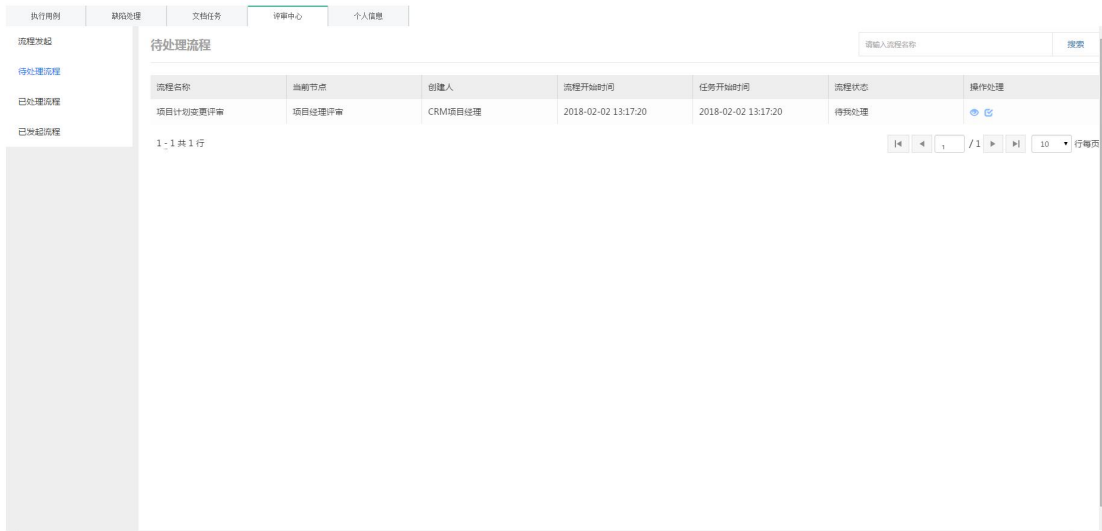 执行用例 缺陷处理 文档任务 评审中心 个人信息
流程发起
待处理流程
已处理流程
已发起流程
待处理流程 请输入流程名称 搜索
流程名称 当前节点 创建人 流程开始时间 任务开始时间 流程状态 操作处理
项目计划变更评审 项目经理评审 CRM项目经理 2018-02-02 13:17:20 2018-02-02 13:17:20 待我处理
1 - 1 共 1 行 1 / 1 10 行每页